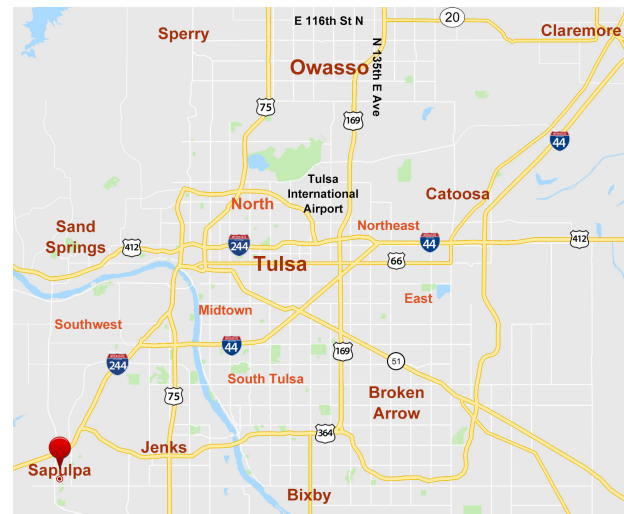 E 116th St N
20
Sperry
Claremore
N 135th E Ave
Owasso
75
169
44
Tulsa
International
Airport
Catoosa
North
Northeast
Sand
Springs
412
244
44
412
Tulsa
66
East
Midtown
Southwest
44
169
51
244
South Tulsa
75
Broken
Arrow
364
Jenks
Sapulpa
Bixby